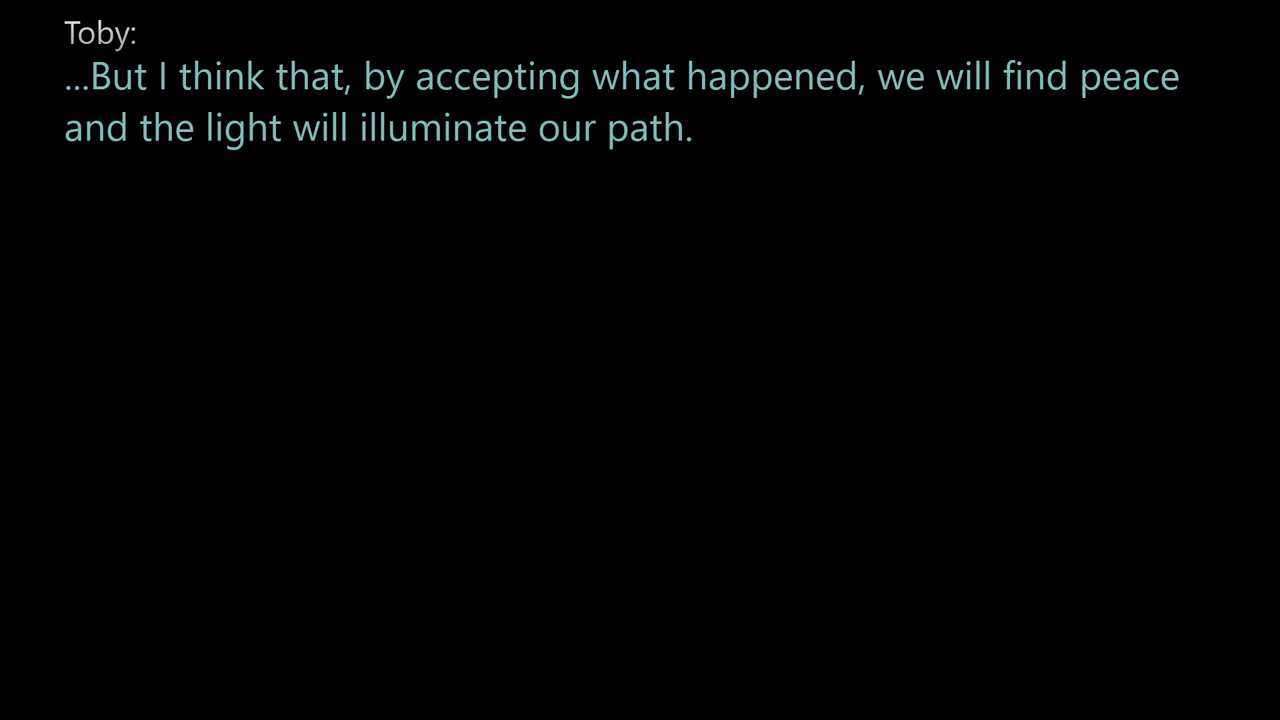 Toby:
...But I think that, by accepting what happened, we will find peace
and the light will illuminate our path.